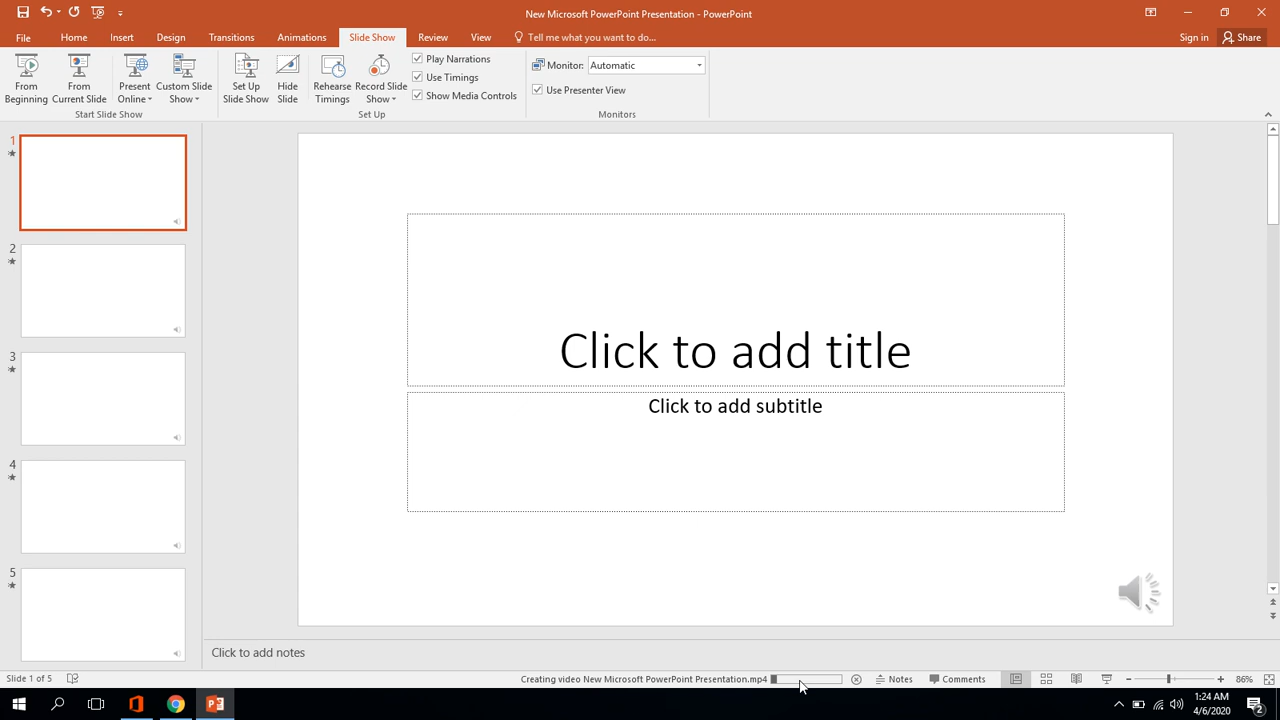 New Microsoft PowerPoint Presentation - PowerPoint
File Home Insert Design Transitions Animations Slide Show Review View Tell me what you want to do... Sign in Share
From Beginning
From Current Slide
Present Online
Custom Slide Show
Set Up Slide Show
Hide Slide
Rehearse Timings
Record Slide Show
Play Narrations
Use Timings
Show Media Controls
Monitor: Automatic
Use Presenter View
Start Slide Show Set Up Monitors
1
2
3
4
5
Click to add title
Click to add subtitle
Click to add notes
Slide 1 of 5 Creating video New Microsoft PowerPoint Presentation.mp4 Notes Comments 86%
1:24 AM
4/6/2020
2